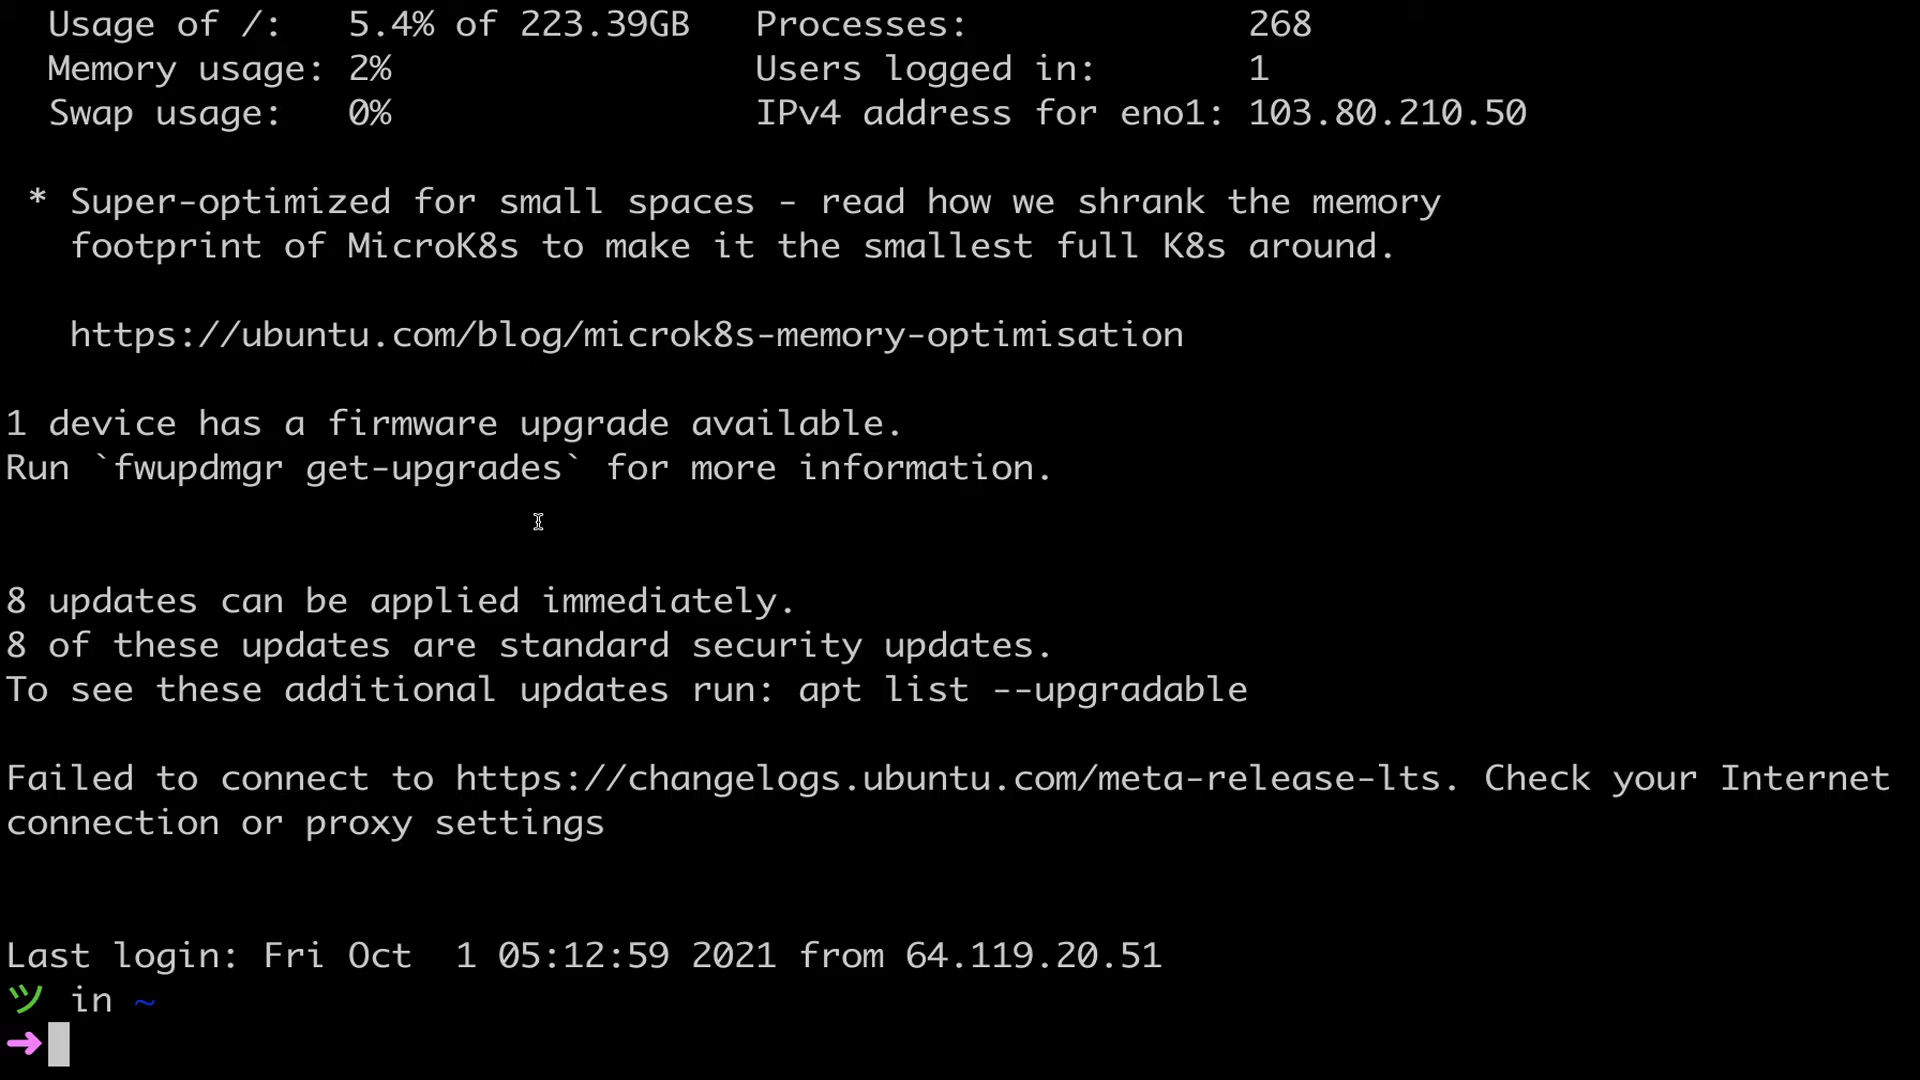 Usage of /:   5.4% of 223.39GB   Processes:             268
Memory usage: 2%                 Users logged in:       1
Swap usage:   0%                 IPv4 address for eno1: 103.80.210.50
* Super-optimized for small spaces - read how we shrank the memory
footprint of MicroK8s to make it the smallest full K8s around.
https://ubuntu.com/blog/microk8s-memory-optimisation
1 device has a firmware upgrade available.
Run `fwupdmgr get-upgrades` for more information.
8 updates can be applied immediately.
8 of these updates are standard security updates.
To see these additional updates run: apt list --upgradable
Failed to connect to https://changelogs.ubuntu.com/meta-release-lts. Check your Internet
connection or proxy settings
Last login: Fri Oct  1 05:12:59 2021 from 64.119.20.51
ツ in ~
➜